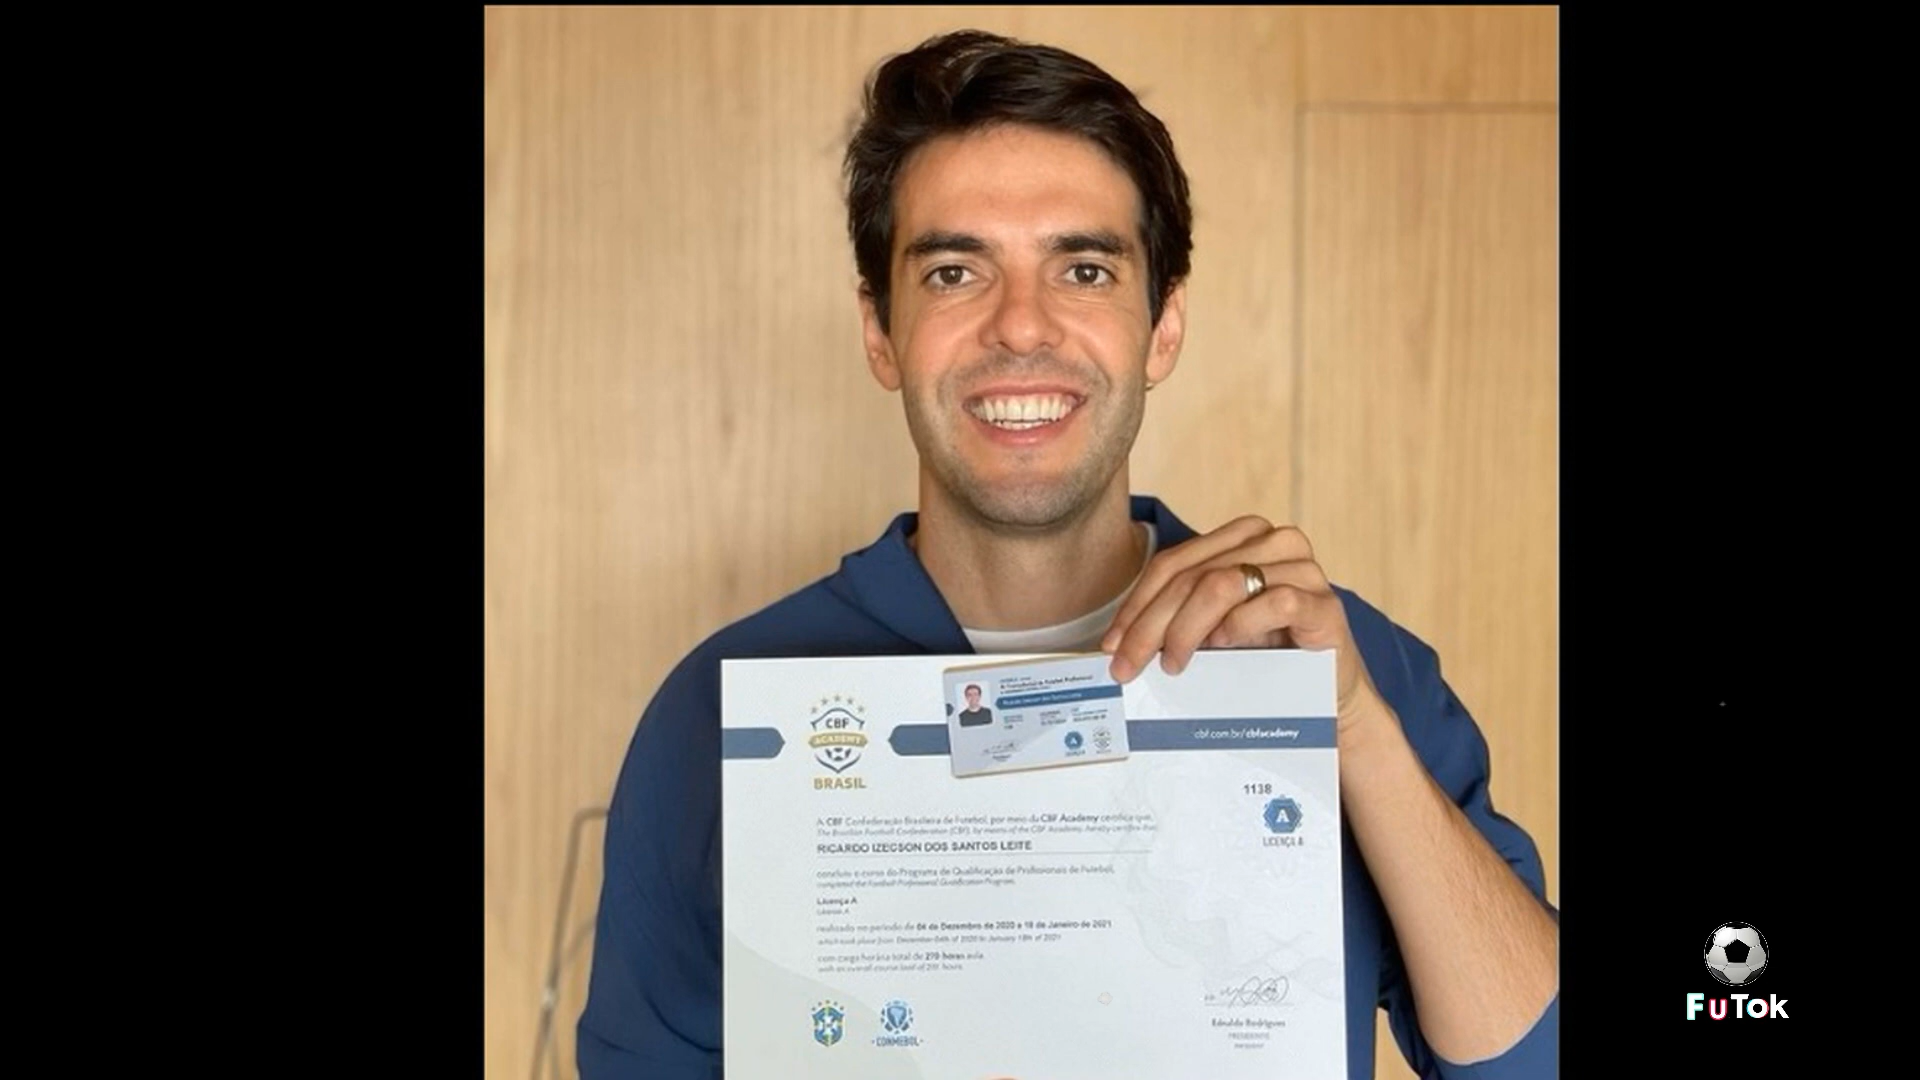 CBF
ACADEMY
BRASIL
cbf.com.br/cbfacademy
1138
A
LICENÇA A
A CBF Confederação Brasileira de Futebol, por meio da CBF Academy certifica que,
The Brazilian Football Confederation (CBF), by means of the CBF Academy, hereby certifies that
RICARDO IZECSON DOS SANTOS LEITE
concluiu o curso do Programa de Qualificação de Profissionais de Futebol,
completed the Football Professional Qualification Program,
Licença A
License A
realizado no período de 04 de Dezembro de 2020 a 18 de Janeiro de 2021
which took place from December 04th of 2020 to January 18th of 2021
com carga horária total de 270 horas aula
with an overall course load of hours
Ednaldo Rodrigues
PRESIDENTE
PRESIDENT
CONMEBOL
FuTok